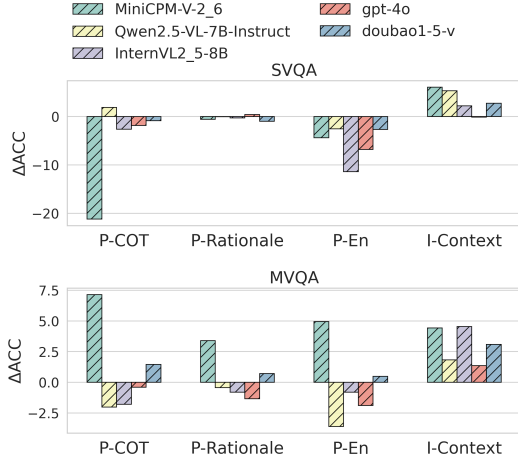 MiniCPM-V-2_6
Qwen2.5-VL-7B-Instruct
InternVL2_5-8B
gpt-4o
doubao1-5-v
SVQA
ΔACC
0
−10
−20
P-COT P-Rationale P-En I-Context
MVQA
ΔACC
7.5
5.0
2.5
0.0
−2.5
P-COT P-Rationale P-En I-Context